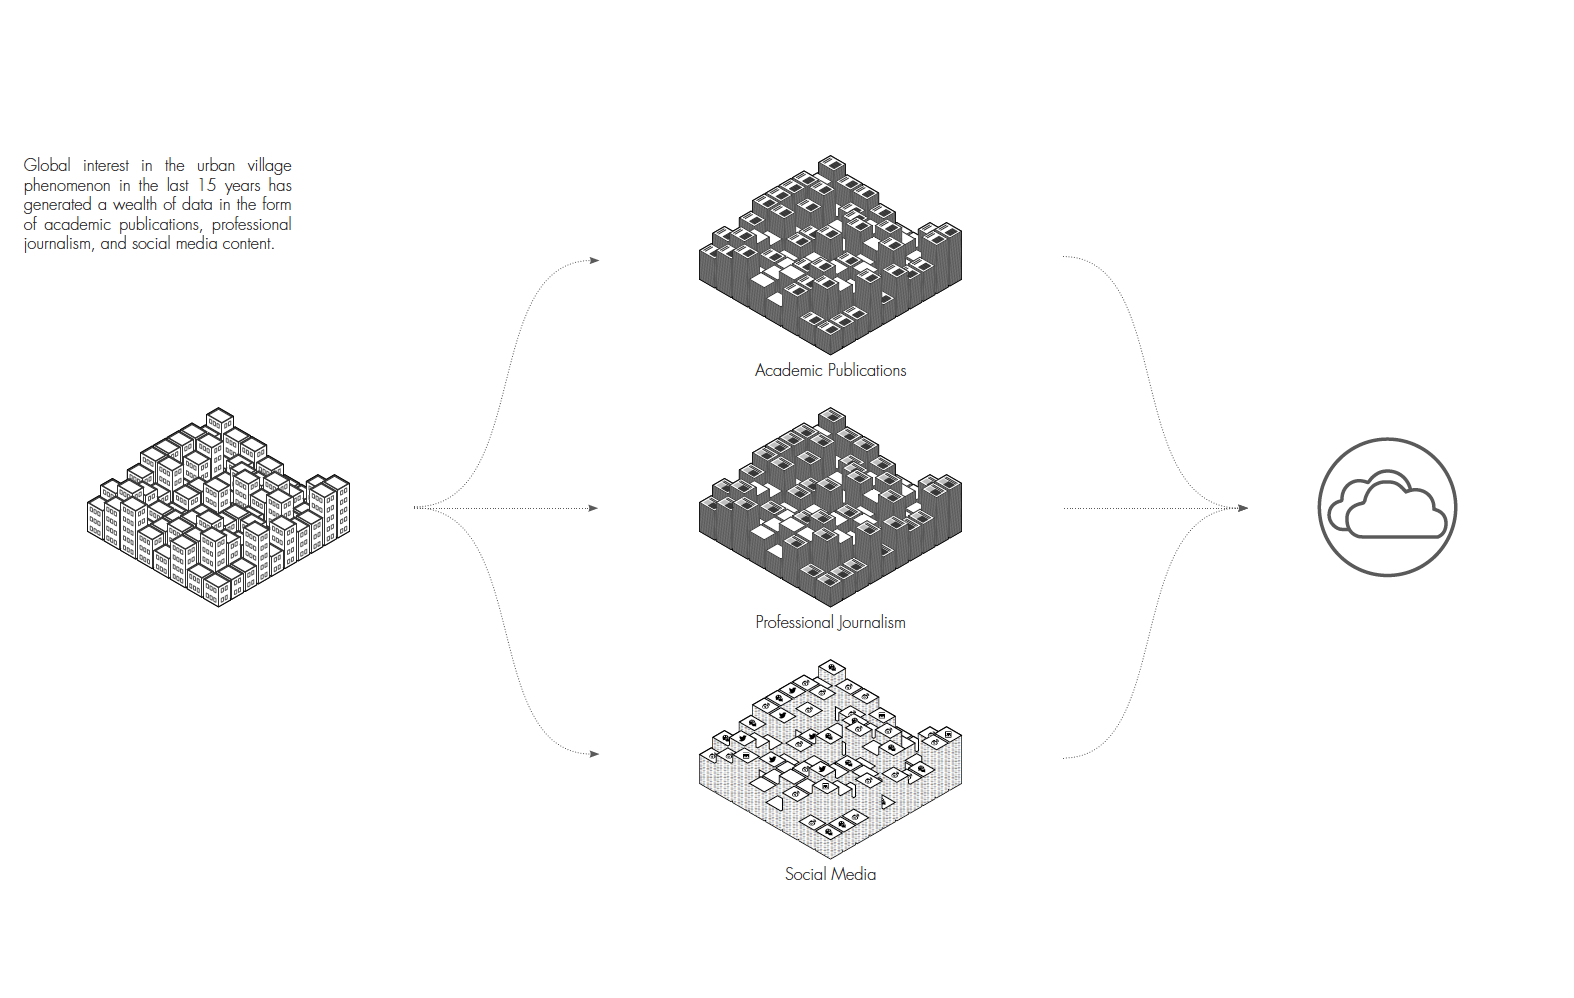 Global interest in the urban village
phenomenon in the last 15 years has
generated a wealth of data in the form
of academic publications, professional
journalism, and social media content.
Academic Publications
Professional Journalism
Social Media